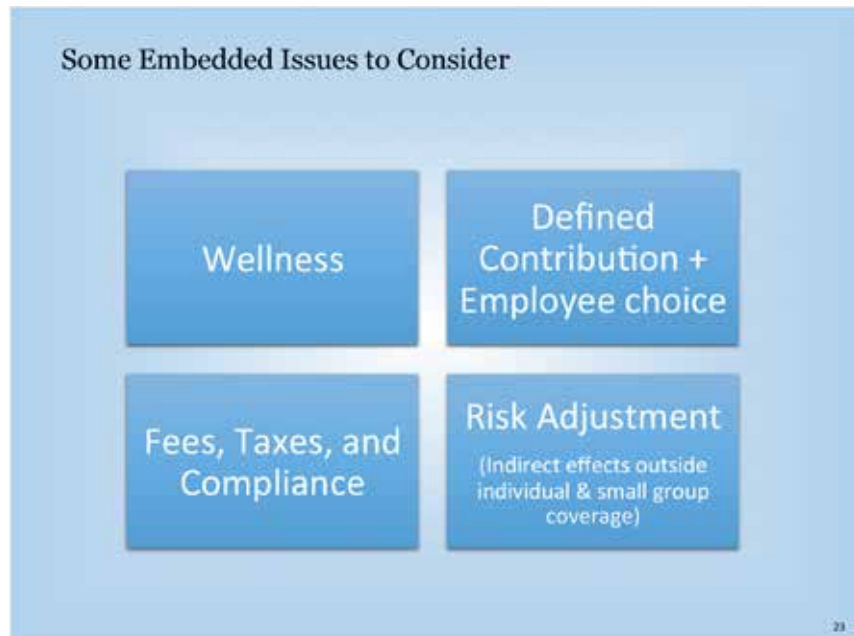 Some Embedded Issues to Consider
Wellness
Defined
Contribution +
Employee choice
Fees, Taxes, and
Compliance
Risk Adjustment
(Indirect effects outside
individual & small group
coverage)
23